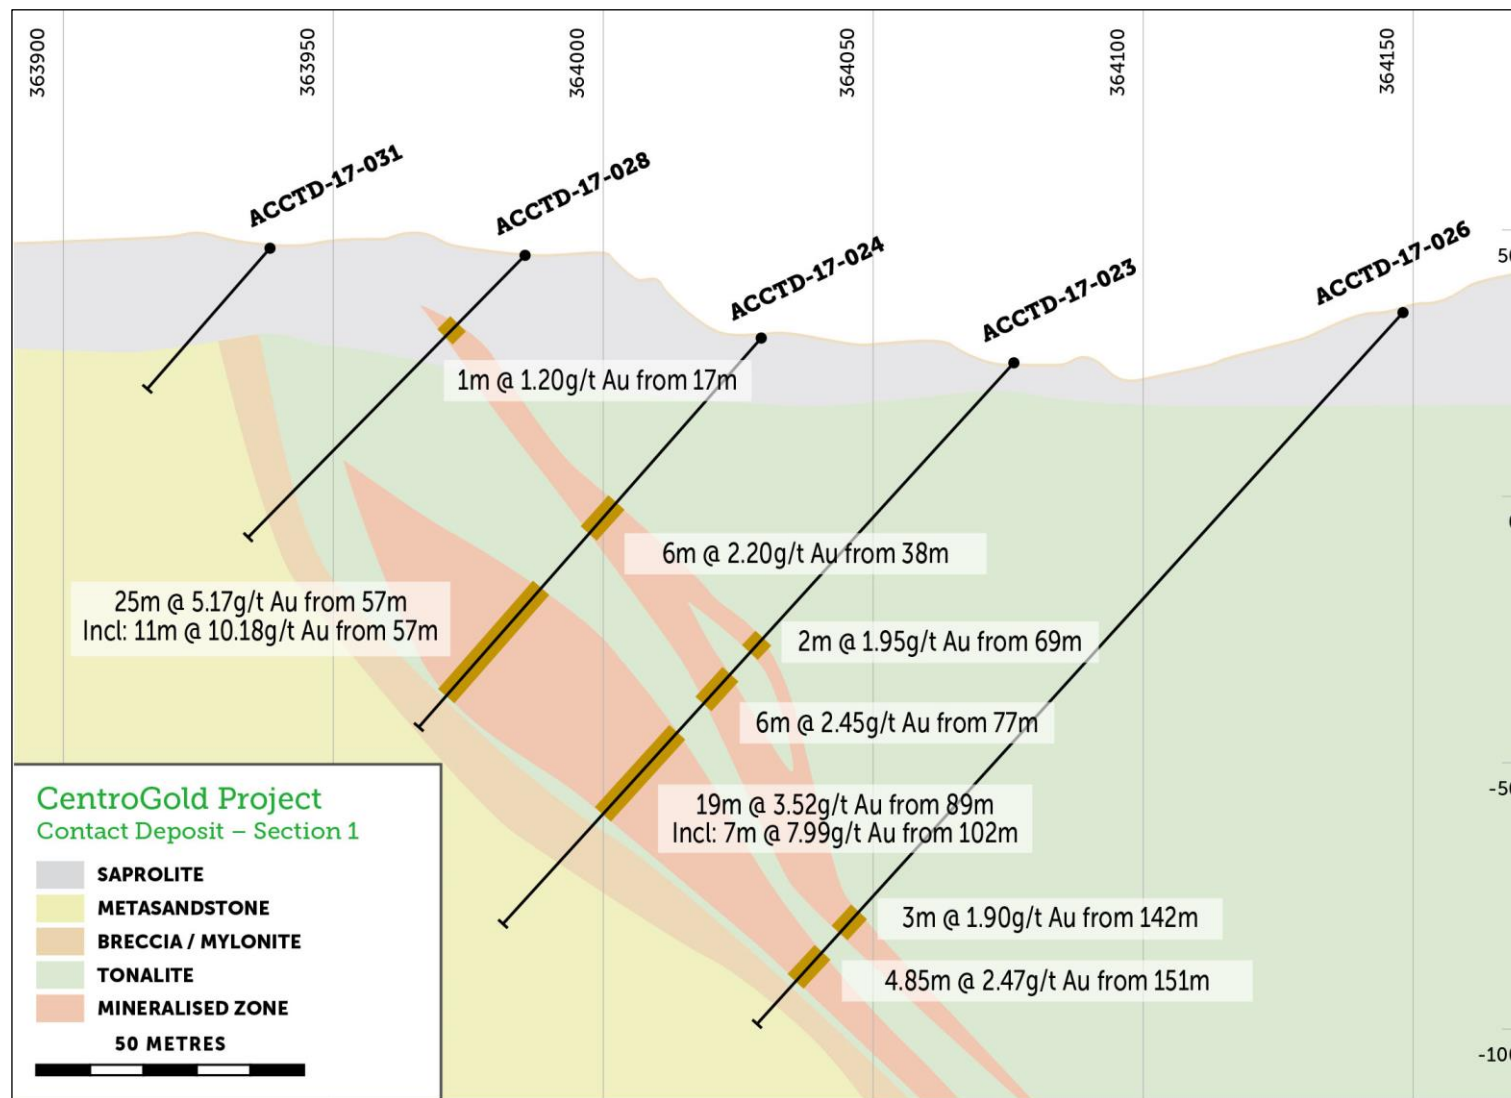 363900
363950
364000
364050
364100
364150
ACCTD-17-031
ACCTD-17-028
ACCTD-17-024
ACCTD-17-023
ACCTD-17-026
50
0
-50
-100
1m @ 1.20g/t Au from 17m
6m @ 2.20g/t Au from 38m
25m @ 5.17g/t Au from 57m
Incl: 11m @ 10.18g/t Au from 57m
2m @ 1.95g/t Au from 69m
6m @ 2.45g/t Au from 77m
19m @ 3.52g/t Au from 89m
Incl: 7m @ 7.99g/t Au from 102m
3m @ 1.90g/t Au from 142m
4.85m @ 2.47g/t Au from 151m
CentroGold Project
Contact Deposit – Section 1
SAPROLITE
METASANDSTONE
BRECCIA / MYLONITE
TONALITE
MINERALISED ZONE
50 METRES